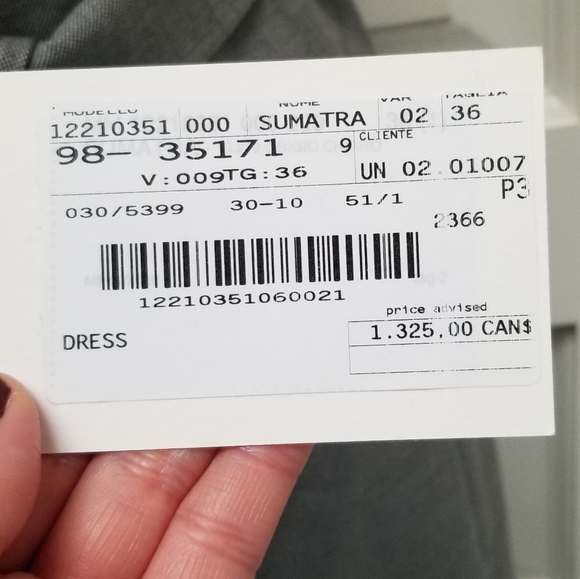 MODELLO NOME VAR TAGLIA
12210351 000 SUMATRA 02 36
98- 35171 9 CLIENTE
V:009TG:36 UN 02 01007
P3
030/5399 30-10 51/1
2366
12210351060021
price advised
DRESS 1.325,00 CAN$